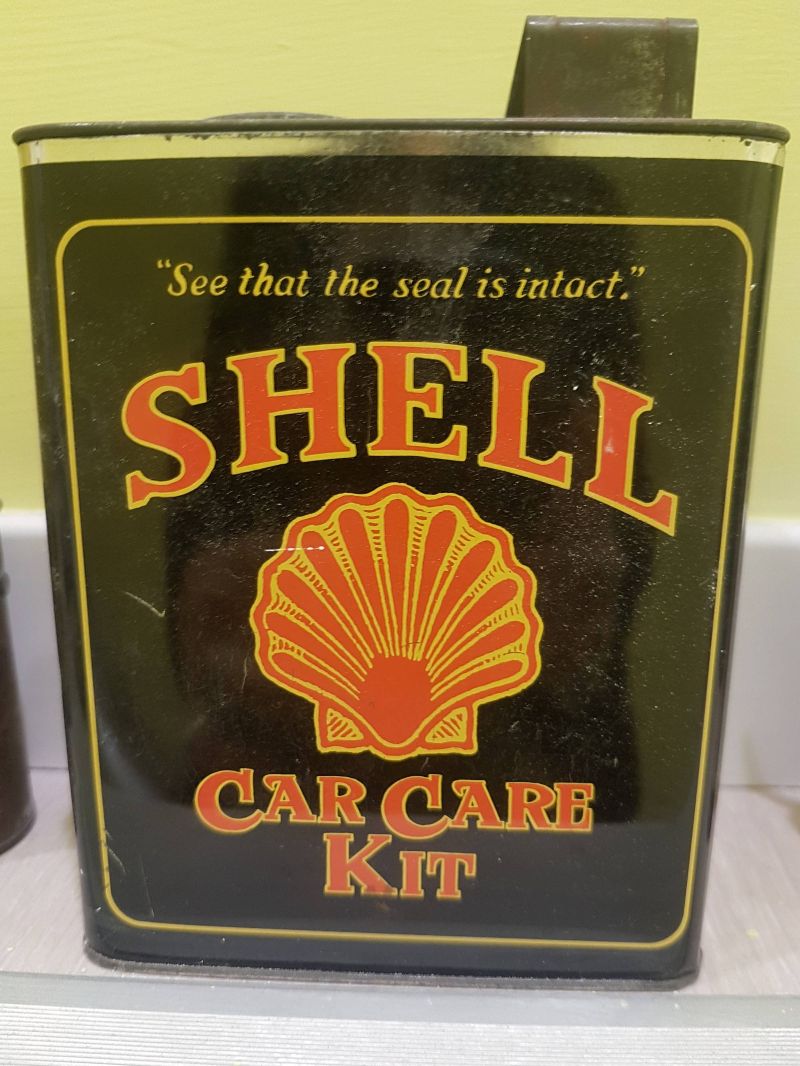 "See that the seal is intact."
SHELL
CAR CARE
KIT